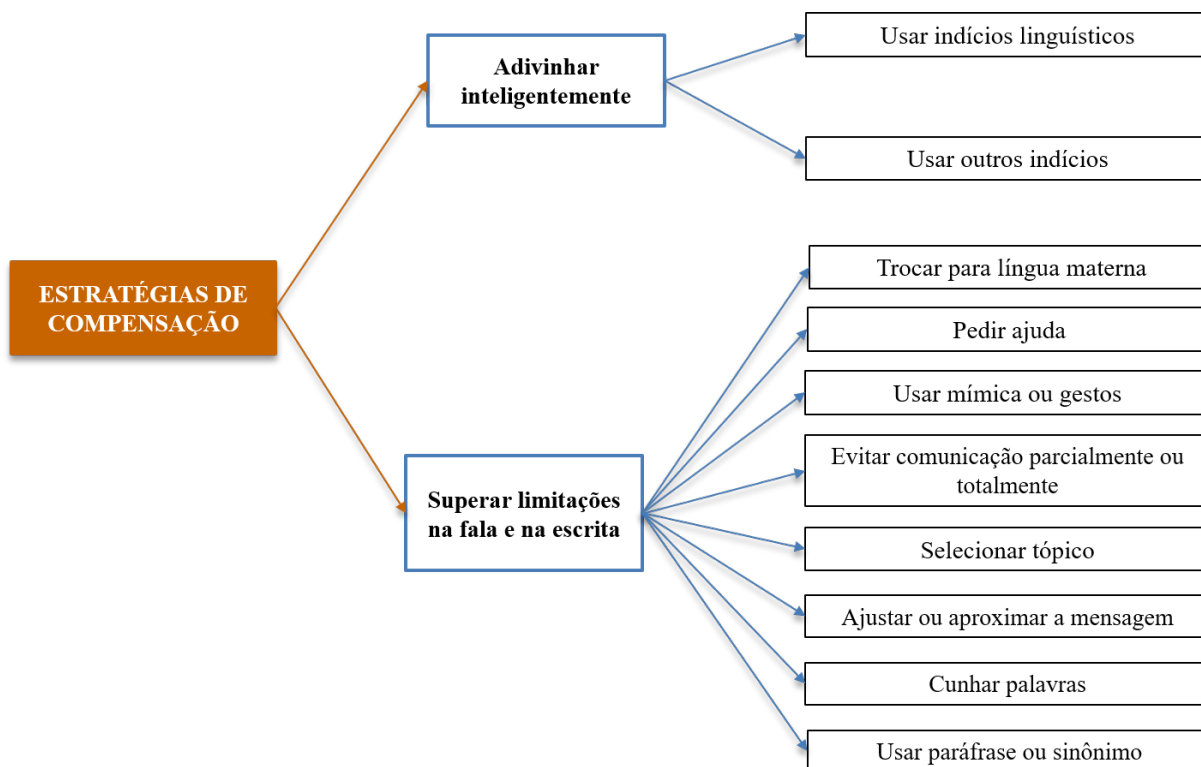 ESTRATÉGIAS DE
COMPENSAÇÃO
Adivinhar
inteligentemente
Usar indícios linguísticos
Usar outros indícios
Superar limitações
na fala e na escrita
Trocar para língua materna
Pedir ajuda
Usar mímica ou gestos
Evitar comunicação parcialmente ou
totalmente
Selecionar tópico
Ajustar ou aproximar a mensagem
Cunhar palavras
Usar paráfrase ou sinônimo